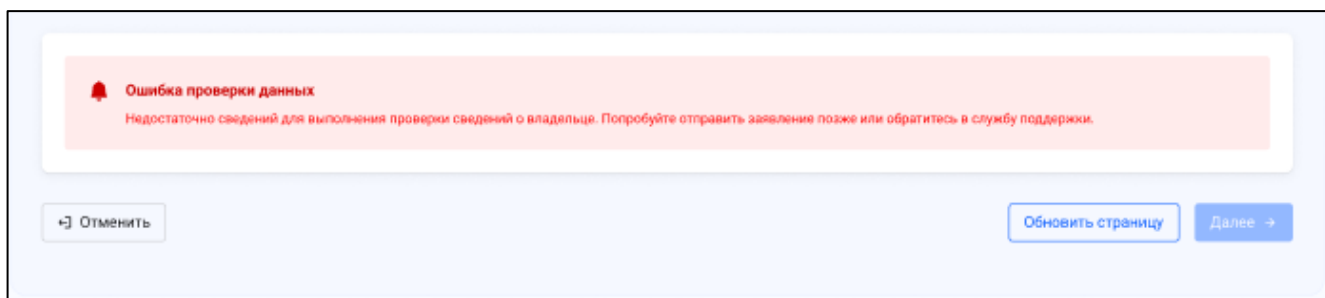 Ошибка проверки данных
Недостаточно сведений для выполнения проверки сведений о владельце. Попробуйте отправить заявление позже или обратитесь в службу поддержки.
Отменить
Обновить страницу
Далее →